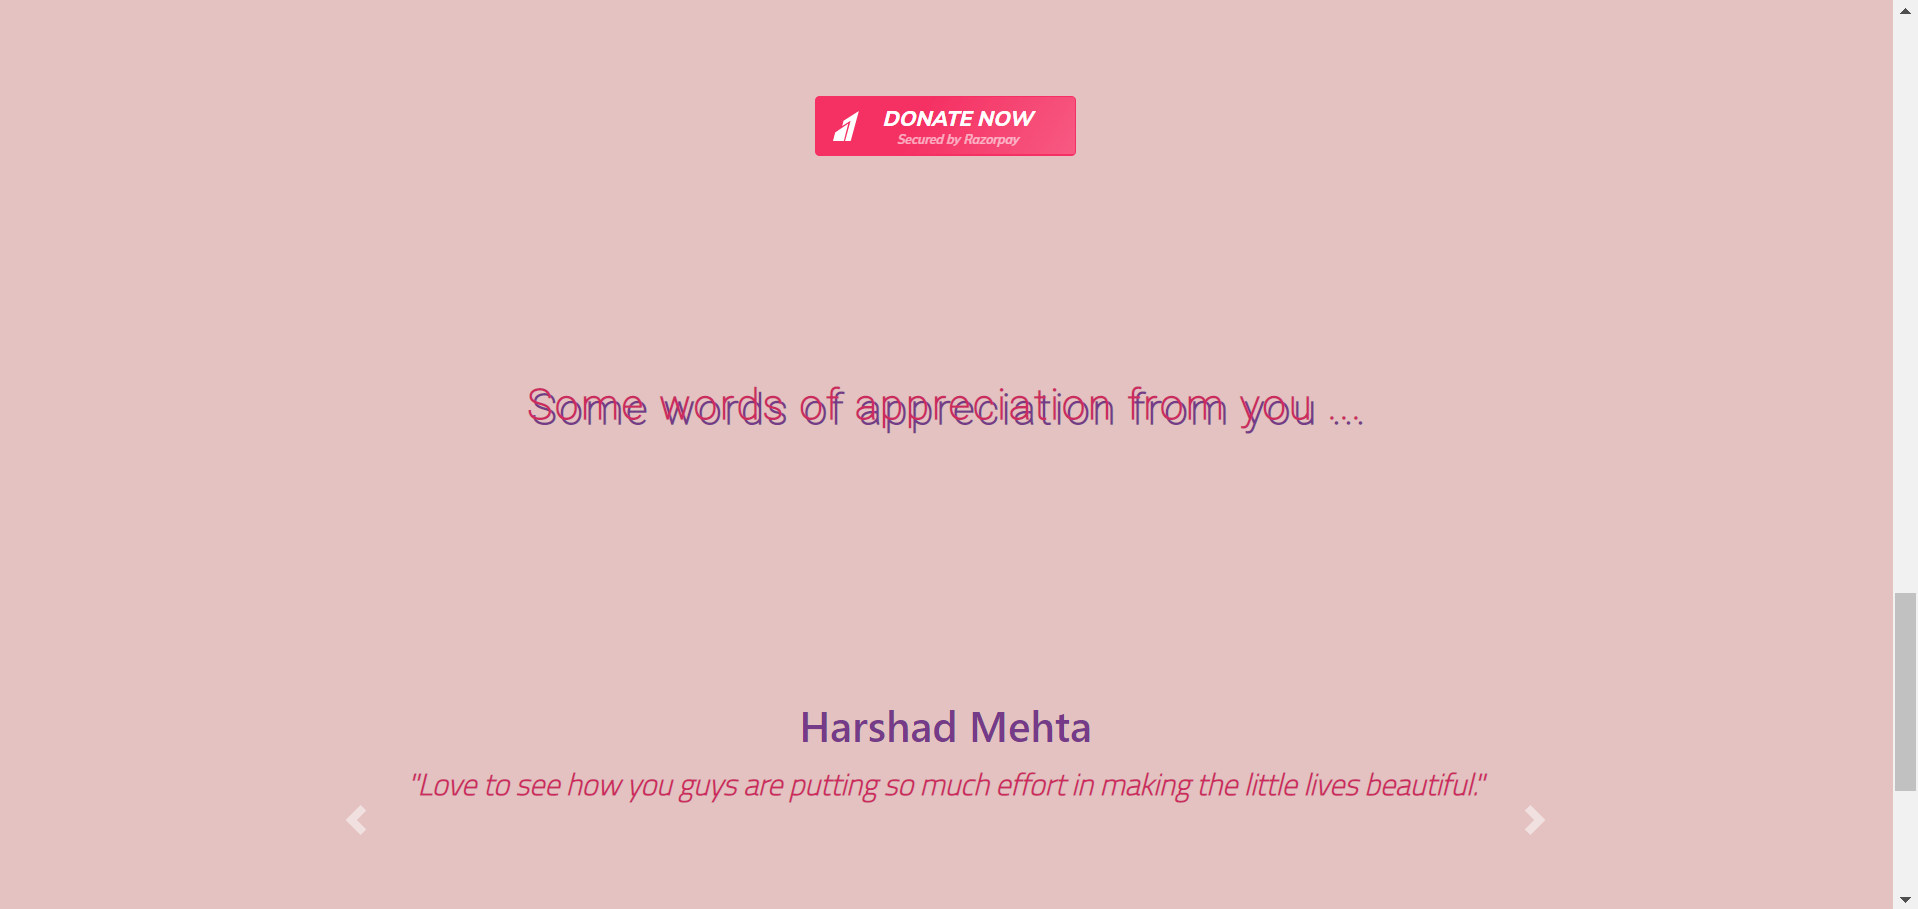 DONATE NOW
Secured by Razorpay
Some words of appreciation from you ...
Harshad Mehta
"Love to see how you guys are putting so much effort in making the little lives beautiful."